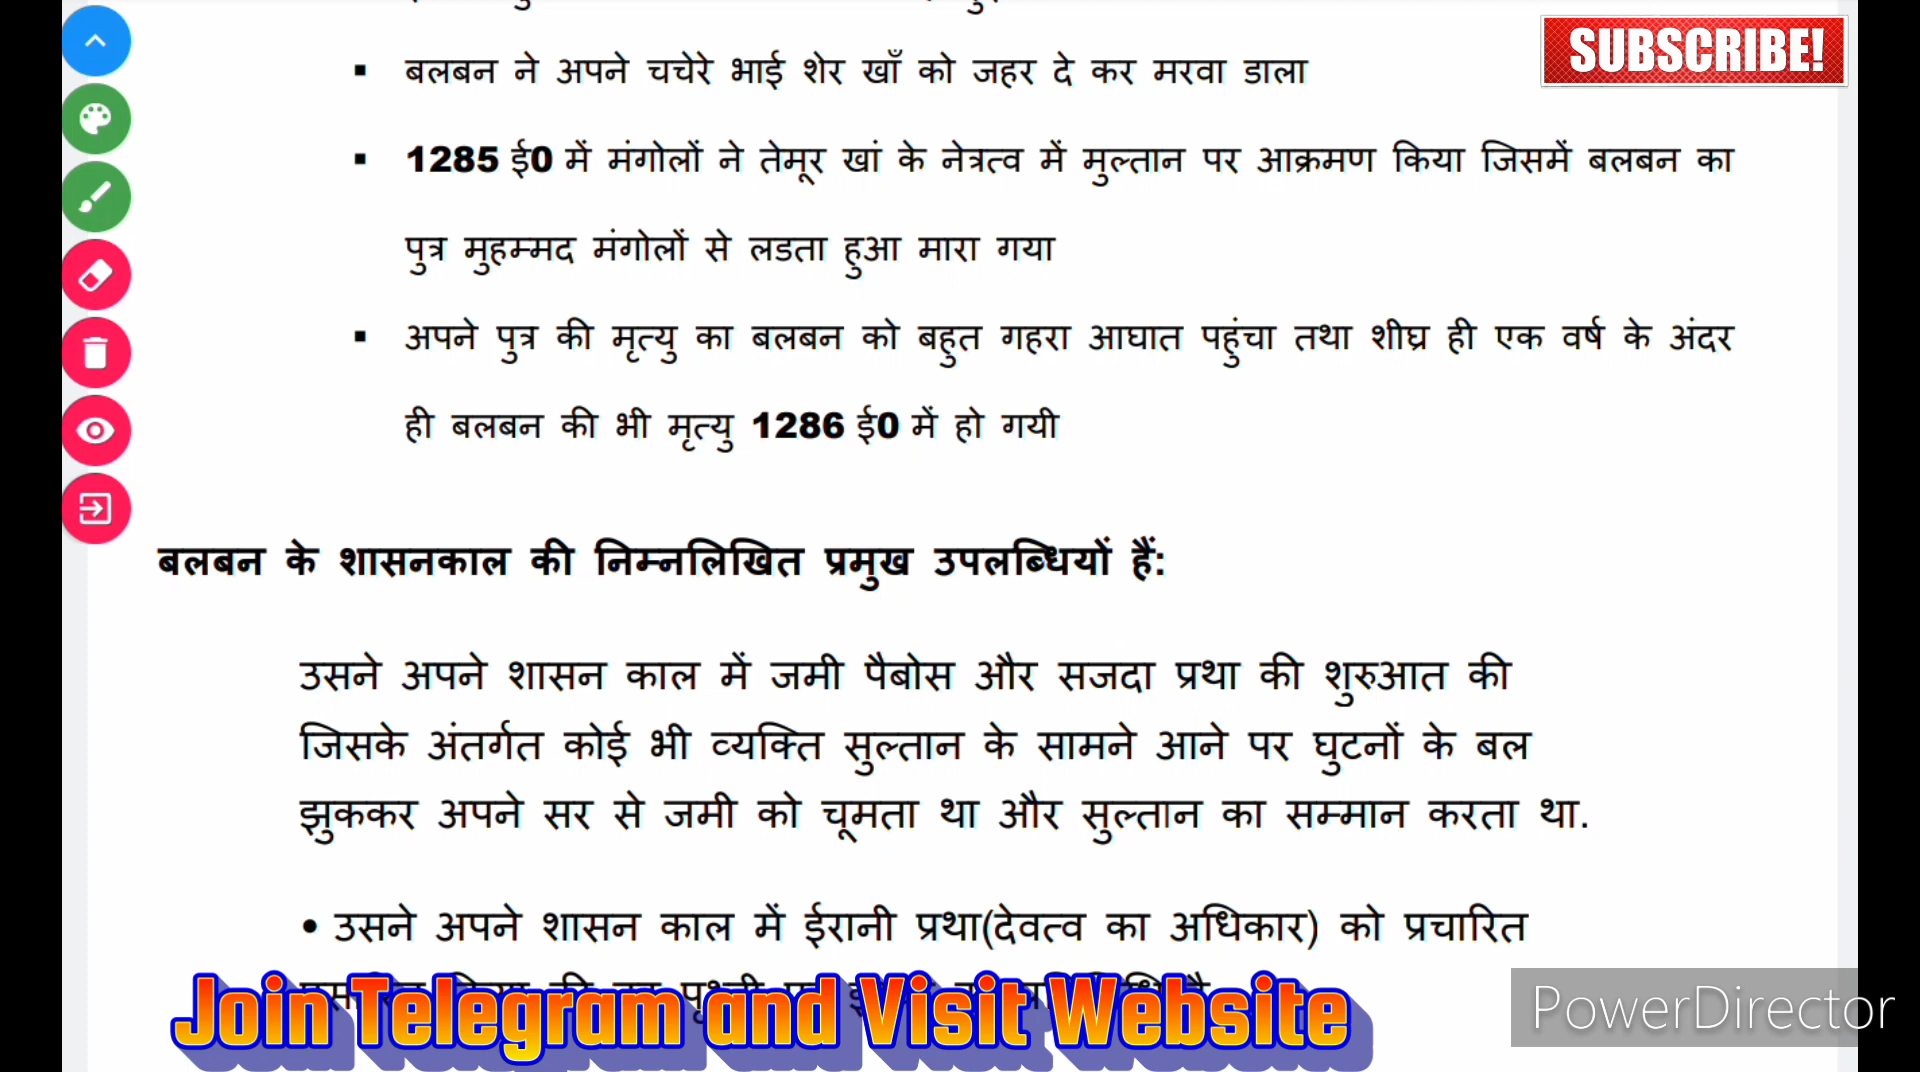 SUBSCRIBE!
▪ बलबन ने अपने चचेरे भाई शेर खाँ को जहर दे कर मरवा डाला
▪ 1285 ई0 में मंगोलों ने तेमूर खां के नेत्रत्व में मुल्तान पर आक्रमण किया जिसमें बलबन का
पुत्र मुहम्मद मंगोलों से लडता हुआ मारा गया
▪ अपने पुत्र की मृत्यु का बलबन को बहुत गहरा आघात पहुंचा तथा शीघ्र ही एक वर्ष के अंदर
ही बलबन की भी मृत्यु 1286 ई0 में हो गयी
बलबन के शासनकाल की निम्नलिखित प्रमुख उपलब्धियों हैं:
उसने अपने शासन काल में जमी पैबोस और सजदा प्रथा की शुरुआत की
जिसके अंतर्गत कोई भी व्यक्ति सुल्तान के सामने आने पर घुटनों के बल
झुककर अपने सर से जमी को चूमता था और सुल्तान का सम्मान करता था.
• उसने अपने शासन काल में ईरानी प्रथा(देवत्व का अधिकार) को प्रचारित
Join Telegram and Visit Website
PowerDirector